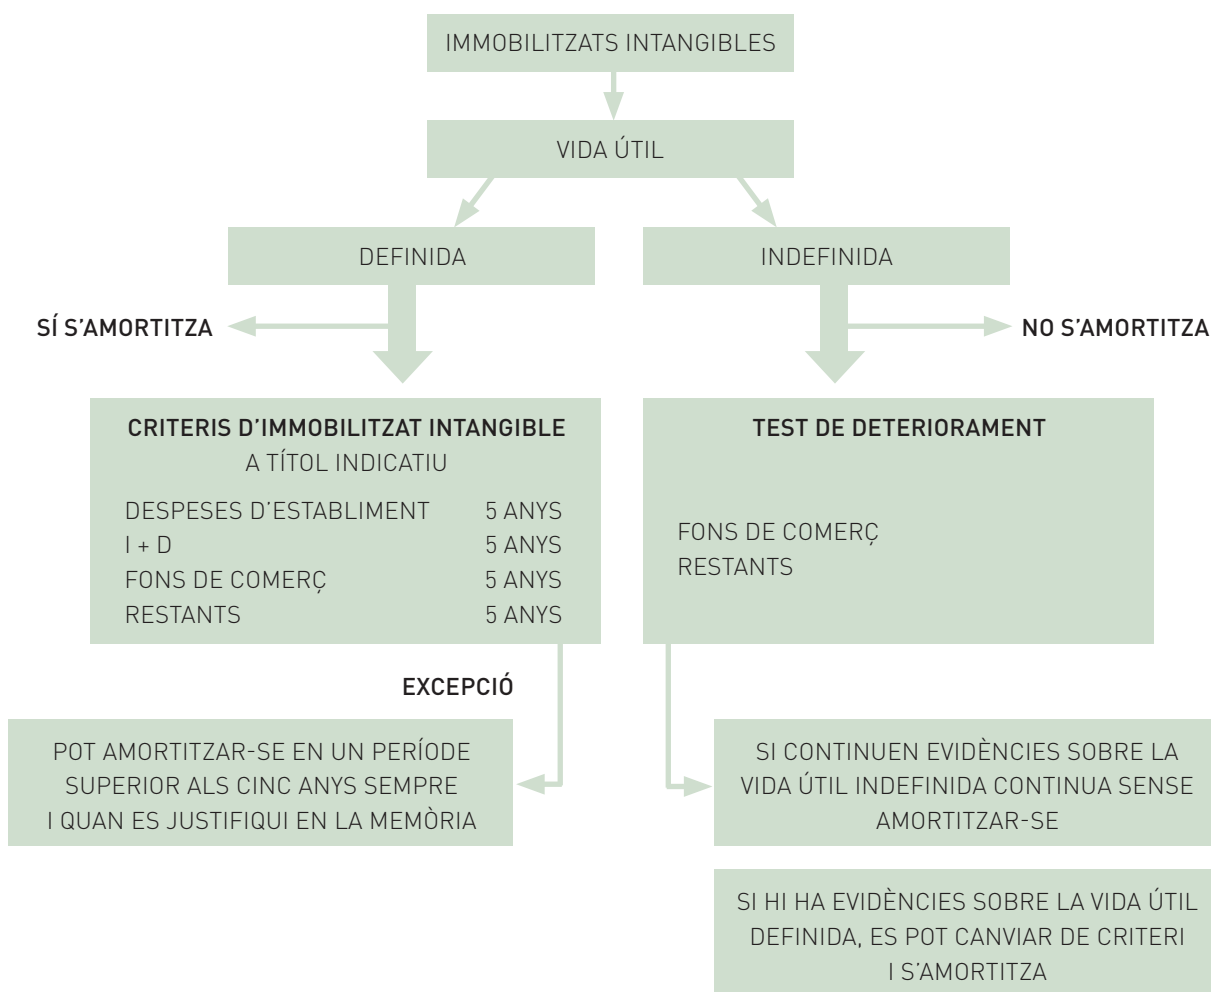 IMMOBILITZATS INTANGIBLES
VIDA ÚTIL
DEFINIDA
INDEFINIDA
SÍ S’AMORTITZA
NO S’AMORTITZA
CRITERIS D’IMMOBILITZAT INTANGIBLE
A TÍTOL INDICATIU
DESPESES D’ESTABLIMENT 5 ANYS
I + D 5 ANYS
FONS DE COMERÇ 5 ANYS
RESTANTS 5 ANYS
TEST DE DETERIORAMENT
FONS DE COMERÇ
RESTANTS
EXCEPCIÓ
POT AMORTITZAR-SE EN UN PERÍODE
SUPERIOR ALS CINC ANYS SEMPRE
I QUAN ES JUSTIFIQUI EN LA MEMÒRIA
SI CONTINUEN EVIDÈNCIES SOBRE LA
VIDA ÚTIL INDEFINIDA CONTINUA SENSE
AMORTITZAR-SE
SI HI HA EVIDÈNCIES SOBRE LA VIDA ÚTIL
DEFINIDA, ES POT CANVIAR DE CRITERI
I S’AMORTITZA